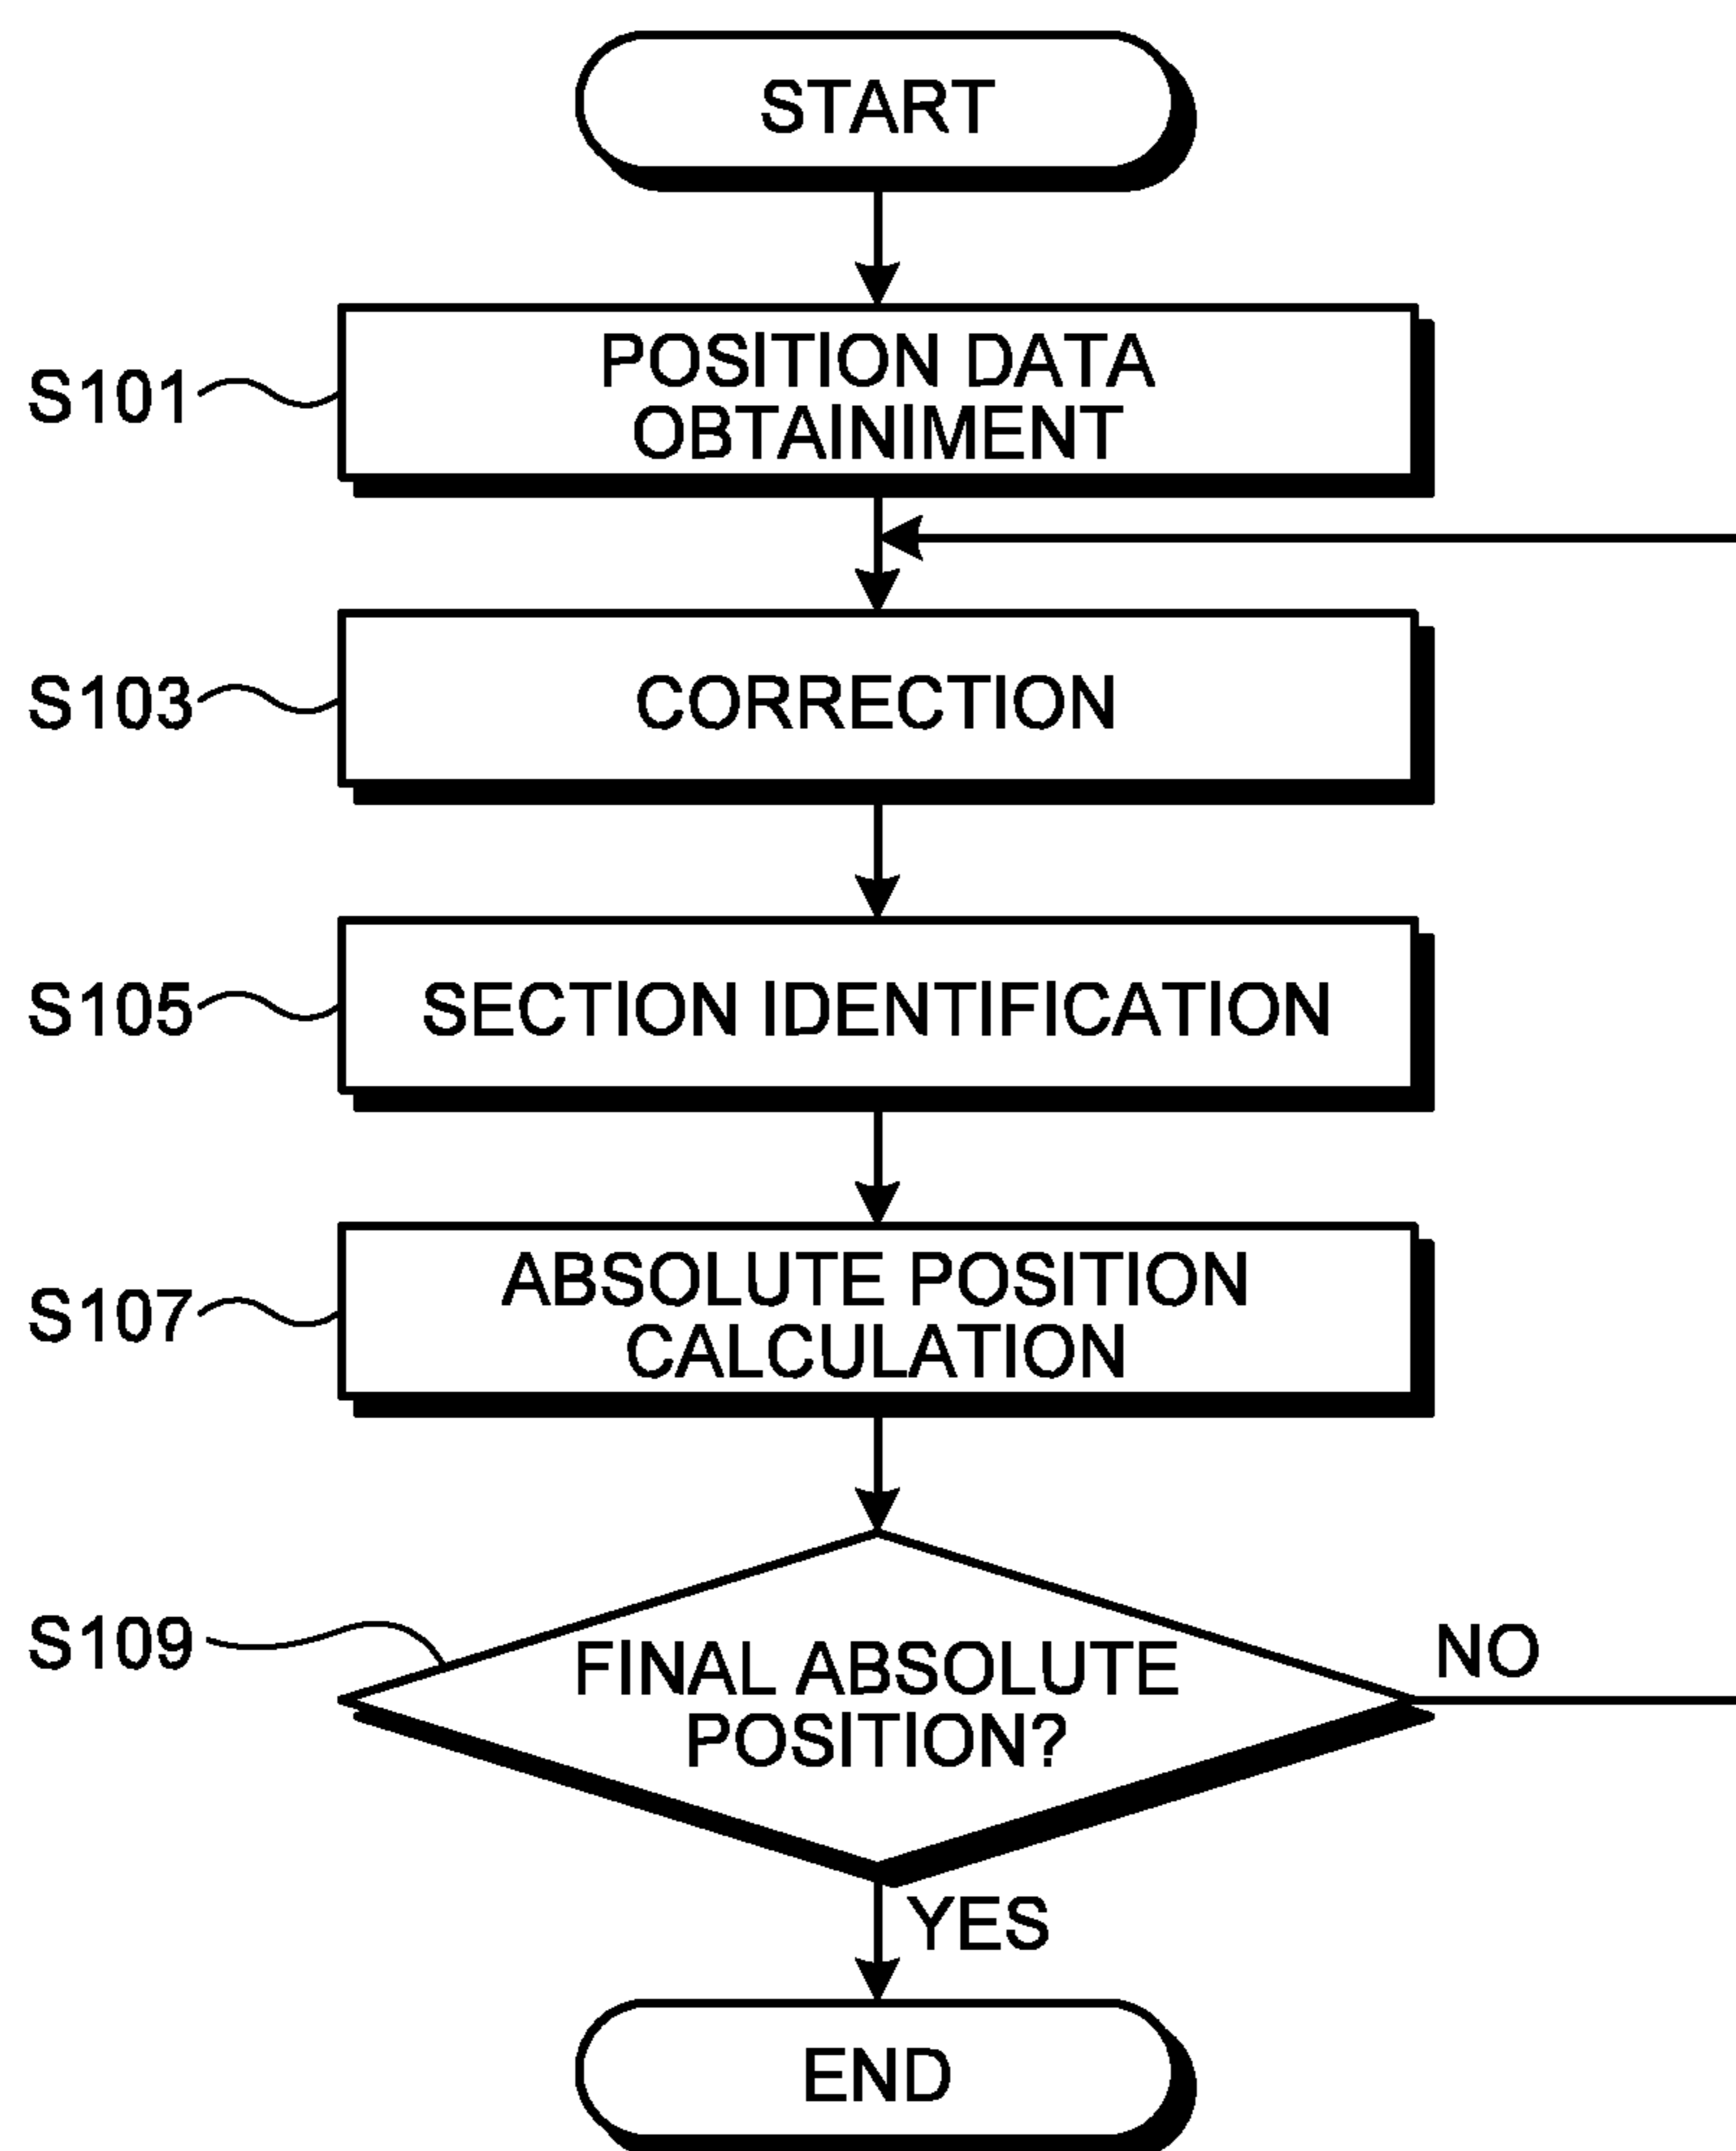 START
S101
POSITION DATA
OBTAINIMENT
S103
CORRECTION
S105
SECTION IDENTIFICATION
S107
ABSOLUTE POSITION
CALCULATION
S109
FINAL ABSOLUTE
POSITION?
NO
YES
END